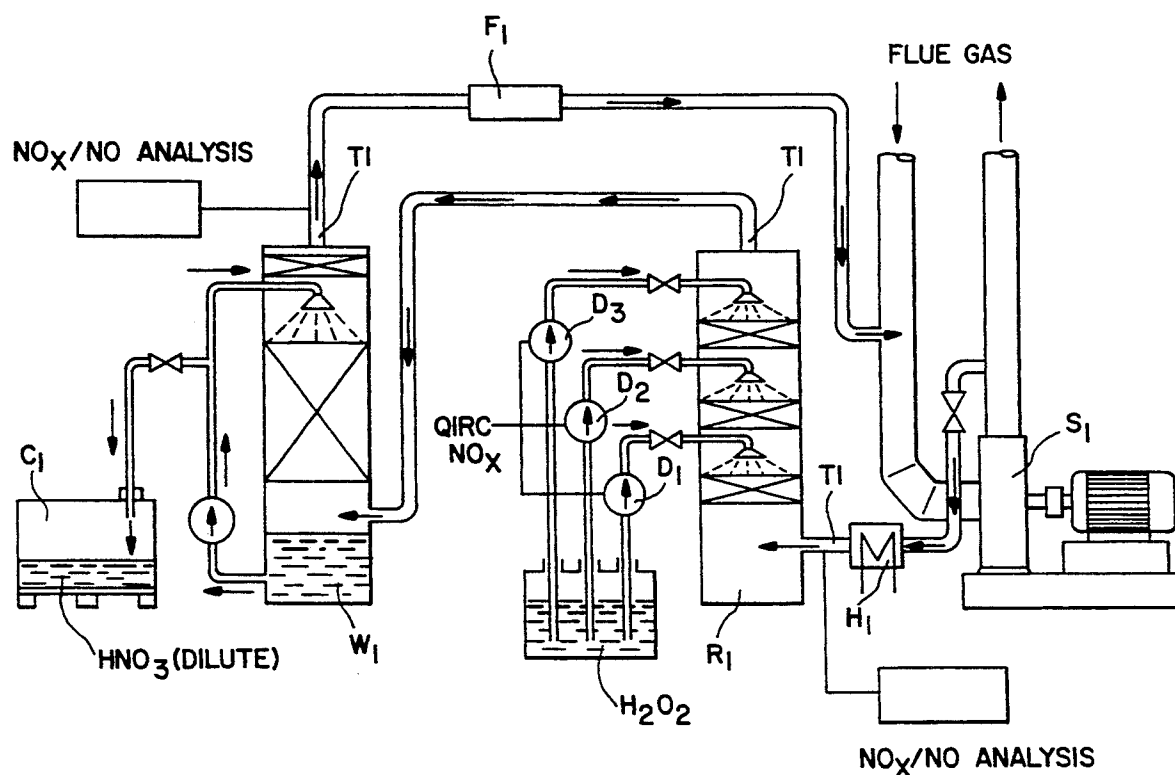 F1
FLUE GAS
NOX/NO ANALYSIS
TI
TI
D3
D2
QIRC
NOX
D1
S1
C1
TI
H1
W1
R1
HNO3 (DILUTE)
H2O2
NOX/NO ANALYSIS